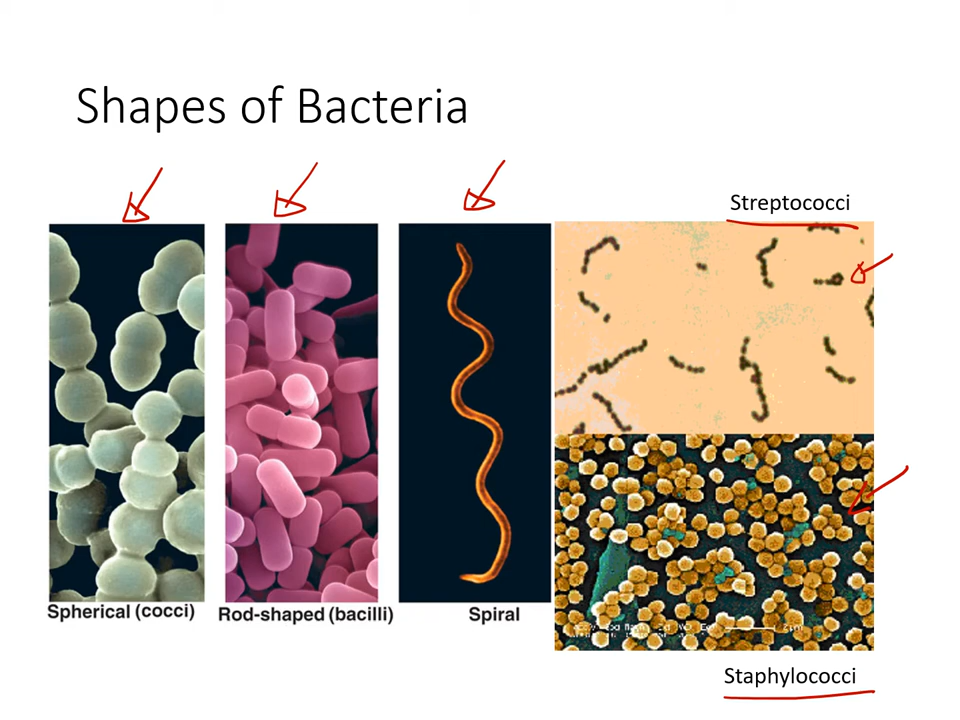 Shapes of Bacteria
Streptococci
Spherical (cocci)
Rod-shaped (bacilli)
Spiral
Staphylococci